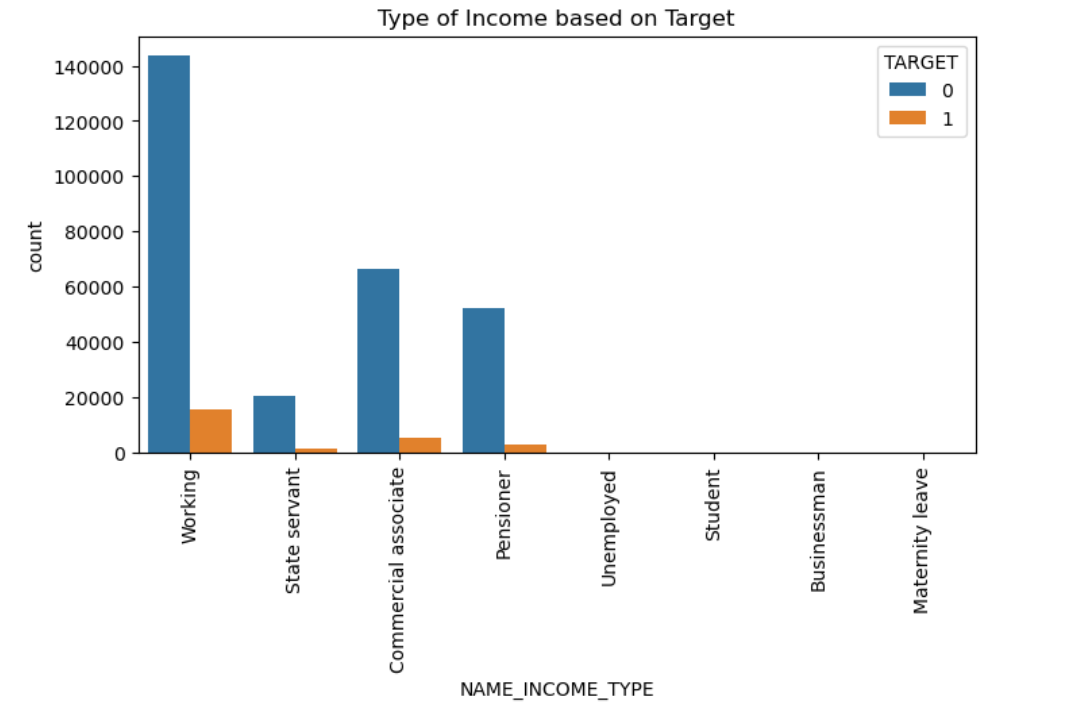 Type of Income based on Target
TARGET
0
1
140000
120000
100000
80000
60000
40000
20000
0
count
Working
State servant
Commercial associate
Pensioner
Unemployed
Student
Businessman
Maternity leave
NAME_INCOME_TYPE